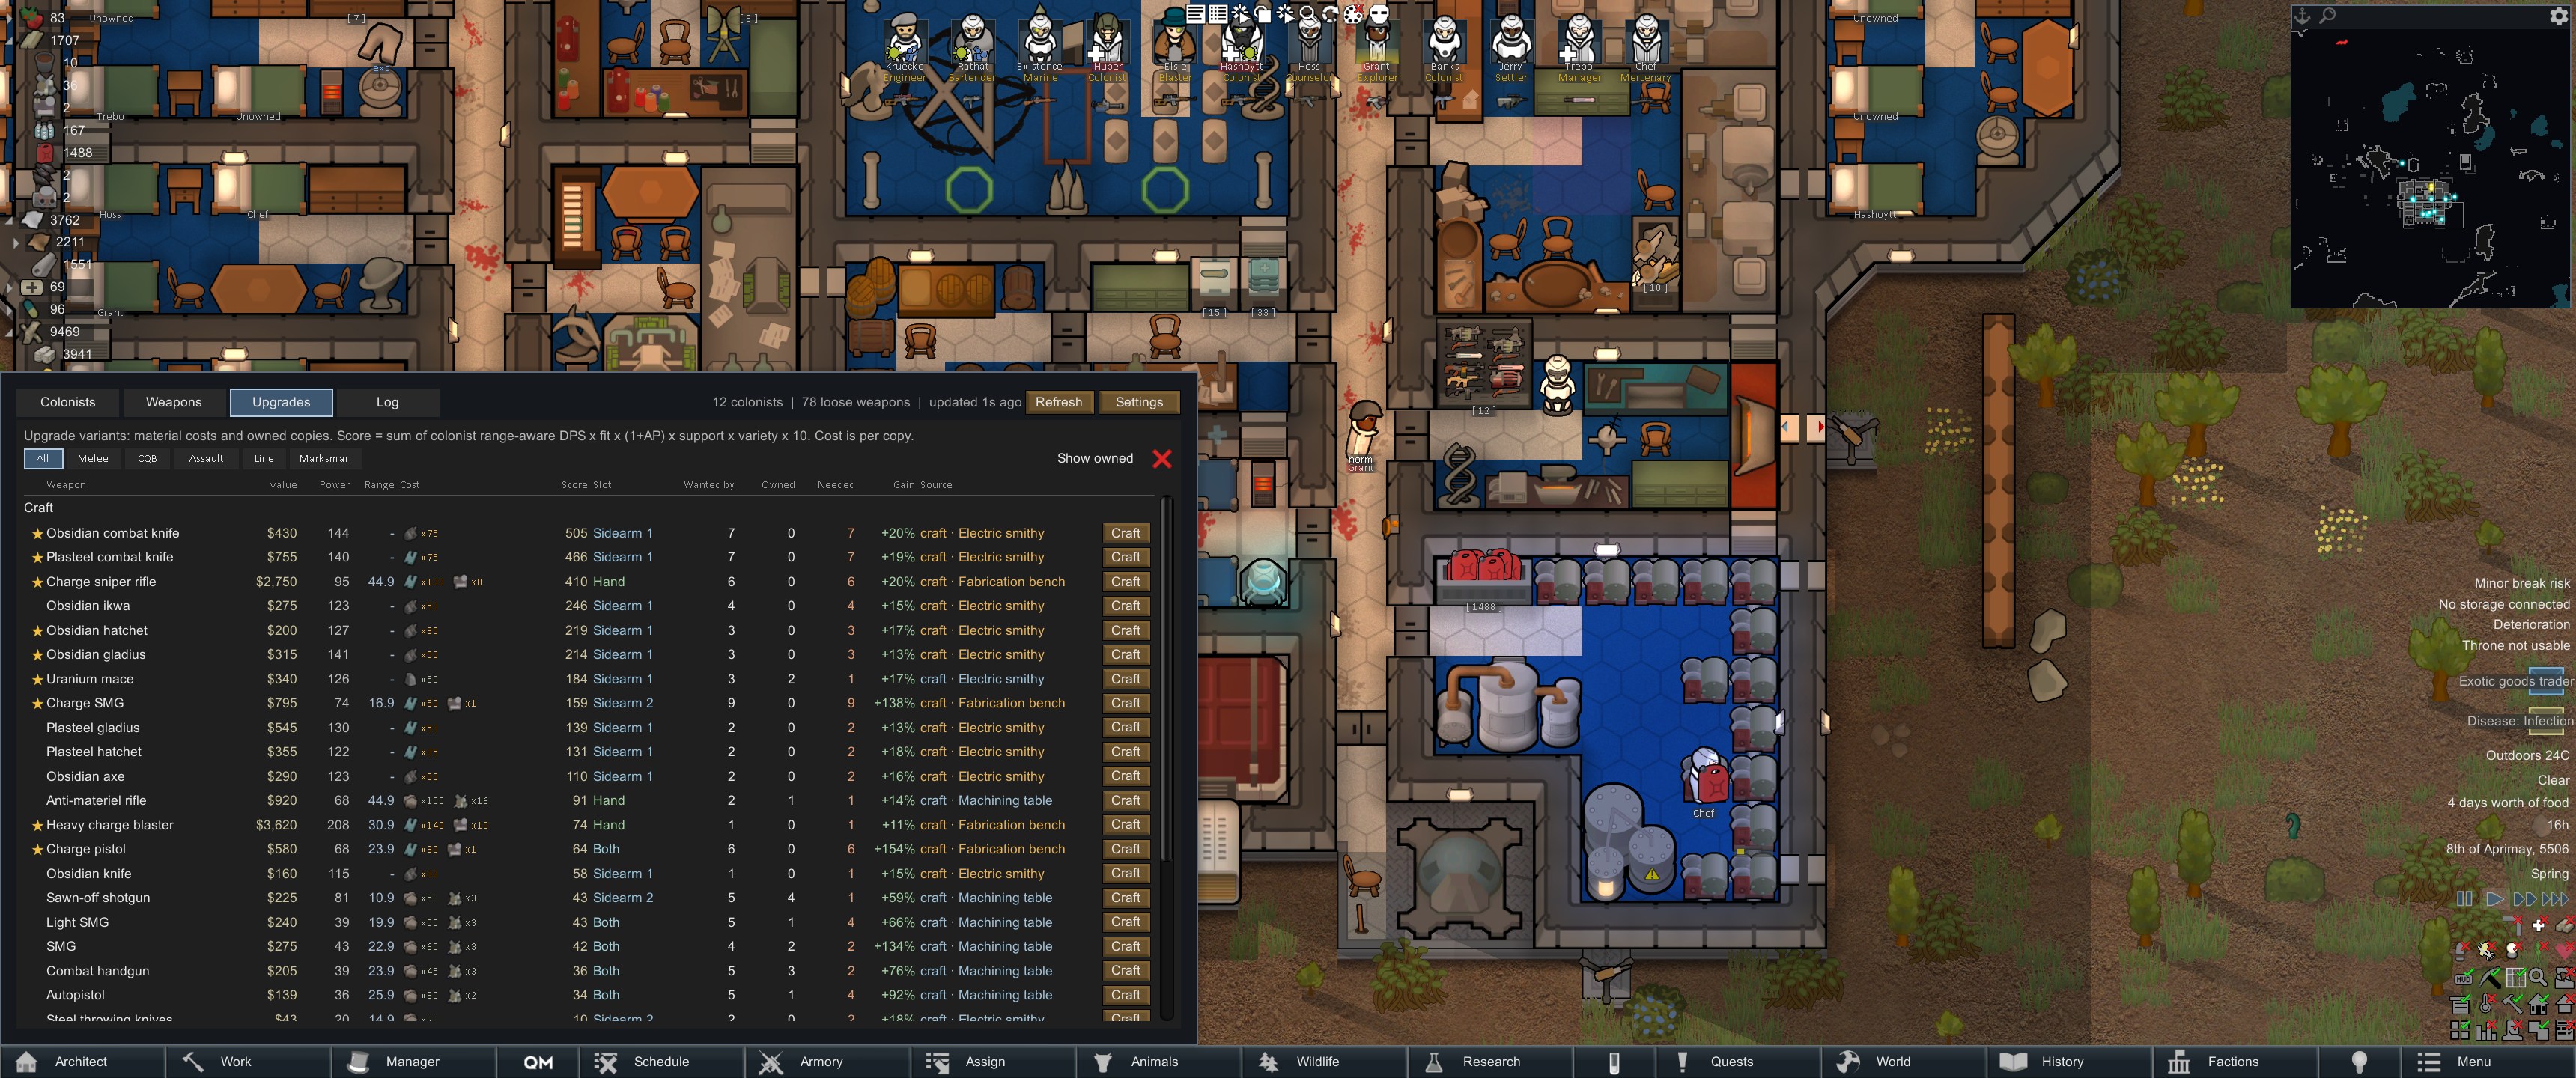 83
Unowned
[ 7 ]
[ 8 ]
1707
10
36
2
167
1488
2
2
3762
2211
1551
69
96
9469
3941
exc
Trebo
Unowned
Hoss
Chef
Grant
Kruecke
Engineer
Rathat
Bartender
Existence
Marine
Huber
Colonist
Elsie
Blaster
Hashoytt
Colonist
Hoss
Counselor
Grant
Explorer
Banks
Colonist
Jerry
Settler
Trebo
Manager
Chef
Mercenary
Unowned
Unowned
Hashoytt
[ 15 ]
[ 33 ]
[ 10 ]
[ 12 ]
norm
Grant
[ 1488 ]
Chef
Colonists
Weapons
Upgrades
Log
12 colonists | 78 loose weapons | updated 1s ago
Refresh
Settings
Upgrade variants: material costs and owned copies. Score = sum of colonist range-aware DPS x fit x (1+AP) x support x variety x 10. Cost is per copy.
All
Melee
CQB
Assault
Line
Marksman
Show owned
Weapon Value Power Range Cost Score Slot Wanted by Owned Needed Gain Source
Craft
Obsidian combat knife $430 144 - x75 505 Sidearm 1 7 0 7 +20% craft · Electric smithy Craft
Plasteel combat knife $755 140 - x75 466 Sidearm 1 7 0 7 +19% craft · Electric smithy Craft
Charge sniper rifle $2,750 95 44.9 x100 x8 410 Hand 6 0 6 +20% craft · Fabrication bench Craft
Obsidian ikwa $275 123 - x50 246 Sidearm 1 4 0 4 +15% craft · Electric smithy Craft
Obsidian hatchet $200 127 - x35 219 Sidearm 1 3 0 3 +17% craft · Electric smithy Craft
Obsidian gladius $315 141 - x50 214 Sidearm 1 3 0 3 +13% craft · Electric smithy Craft
Uranium mace $340 126 - x50 184 Sidearm 1 3 2 1 +17% craft · Electric smithy Craft
Charge SMG $795 74 16.9 x50 x1 159 Sidearm 2 9 0 9 +138% craft · Fabrication bench Craft
Plasteel gladius $545 130 - x50 139 Sidearm 1 2 0 2 +13% craft · Electric smithy Craft
Plasteel hatchet $355 122 - x35 131 Sidearm 1 2 0 2 +18% craft · Electric smithy Craft
Obsidian axe $290 123 - x50 110 Sidearm 1 2 0 2 +16% craft · Electric smithy Craft
Anti-materiel rifle $920 68 44.9 x100 x16 91 Hand 2 1 1 +14% craft · Machining table Craft
Heavy charge blaster $3,620 208 30.9 x140 x10 74 Hand 1 0 1 +11% craft · Fabrication bench Craft
Charge pistol $580 68 23.9 x30 x1 64 Both 6 0 6 +154% craft · Fabrication bench Craft
Obsidian knife $160 115 - x30 58 Sidearm 1 1 0 1 +15% craft · Electric smithy Craft
Sawn-off shotgun $225 81 10.9 x50 x3 43 Sidearm 2 5 4 1 +59% craft · Machining table Craft
Light SMG $240 39 19.9 x50 x3 43 Both 5 1 4 +66% craft · Machining table Craft
SMG $275 43 22.9 x60 x3 42 Both 4 2 2 +134% craft · Machining table Craft
Combat handgun $205 39 23.9 x45 x3 36 Both 5 3 2 +76% craft · Machining table Craft
Autopistol $139 36 25.9 x30 x2 34 Both 5 1 4 +92% craft · Machining table Craft
Steel throwing knives $43 20 14.9 x20 10 Sidearm 2 2 0 2 +18% craft · Electric smithy Craft
Minor break risk
No storage connected
Deterioration
Throne not usable
Exotic goods trader
Disease: Infection
Outdoors 24C
Clear
4 days worth of food
16h
8th of Aprimay, 5506
Spring
HUD
Architect
Work
Manager
QM
Schedule
Armory
Assign
Animals
Wildlife
Research
Quests
World
History
Factions
Menu